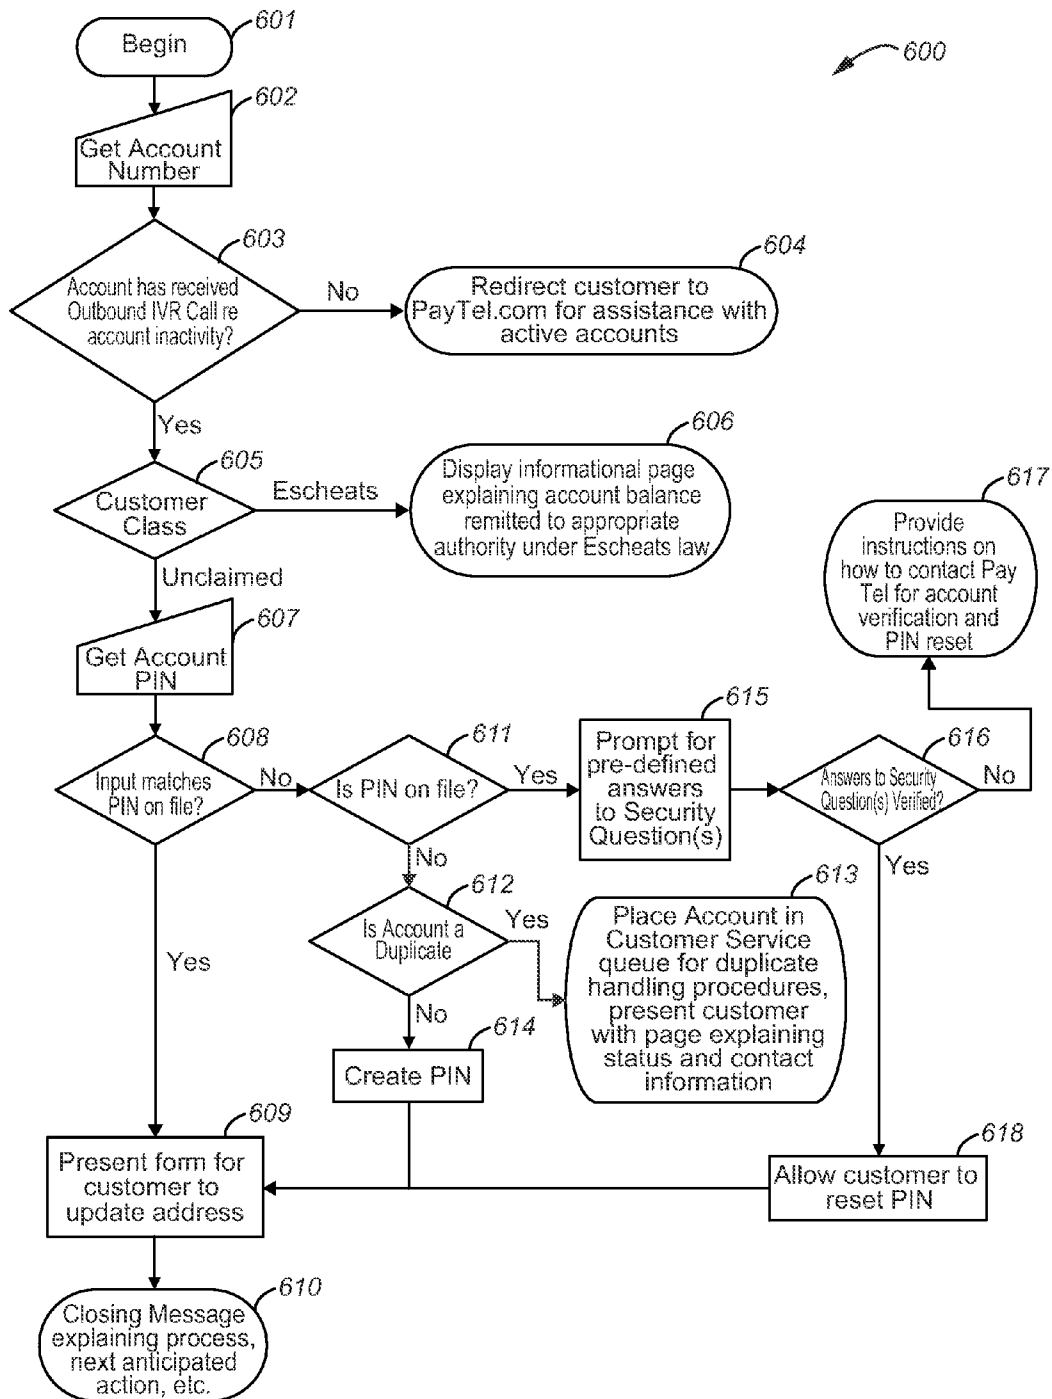 601
Begin
600
602
Get Account
Number
603
Account has received
Outbound IVR Call re
account inactivity?
No
604
Redirect customer to
PayTel.com for assistance with
active accounts
Yes
605
Customer
Class
Escheats
606
Display informational page
explaining account balance
remitted to appropriate
authority under Escheats law
617
Provide
instructions on
how to contact Pay
Tel for account
verification and
PIN reset
Unclaimed
607
Get Account
PIN
608
Input matches
PIN on file?
No
611
Is PIN on file?
Yes
615
Prompt for
pre-defined
answers
to Security
Question(s)
616
Answers to Security
Question(s) Verified?
No
Yes
No
612
Is Account a
Duplicate
Yes
613
Place Account in
Customer Service
queue for duplicate
handling procedures,
present customer
with page explaining
status and contact
information
Yes
No
614
Create PIN
609
Present form for
customer to
update address
618
Allow customer to
reset PIN
610
Closing Message
explaining process,
next anticipated
action, etc.